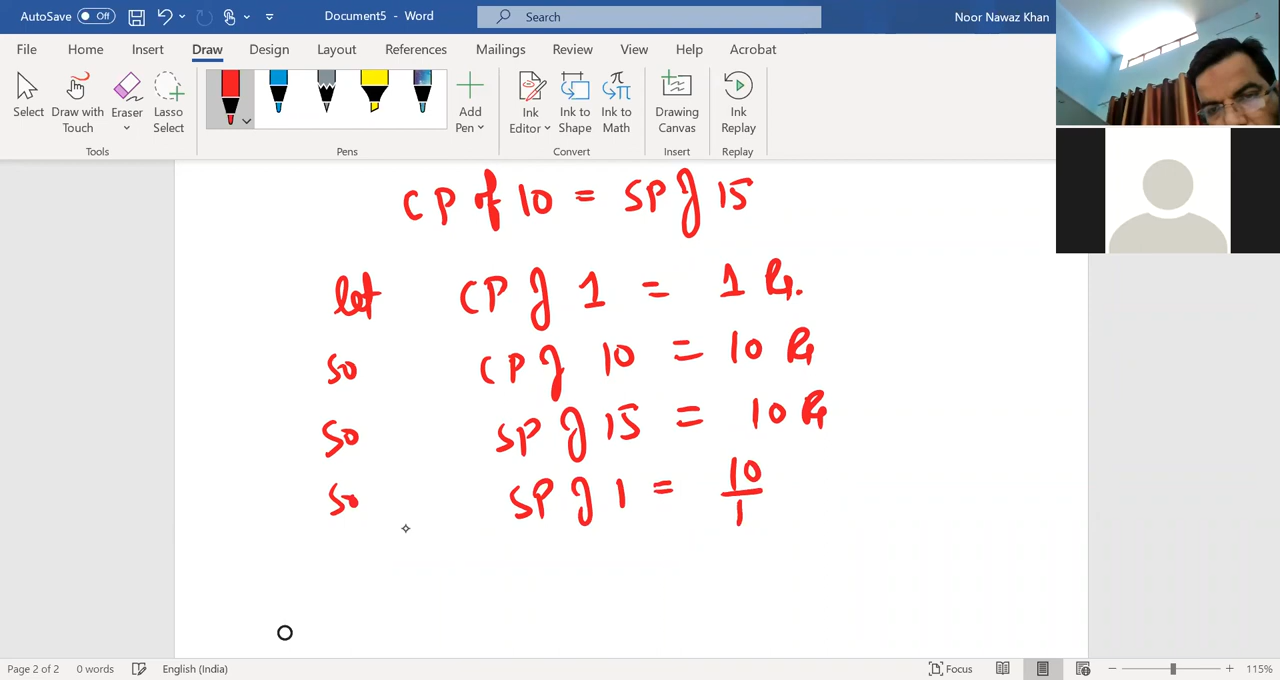 AutoSave Off Document5 - Word Search Noor Nawaz Khan
File Home Insert Draw Design Layout References Mailings Review View Help Acrobat
Select Draw with Touch Eraser Lasso Select Add Pen Ink Editor Ink to Shape Ink to Math Drawing Canvas Ink Replay
Tools Pens Convert Insert Replay
CP of 10 = SP of 15
let CP of 1 = 1 Rs.
so CP of 10 = 10 Rs
So SP of 15 = 10 Rs
So SP of 1 = 10/1
Page 2 of 2 0 words English (India) Focus 115%